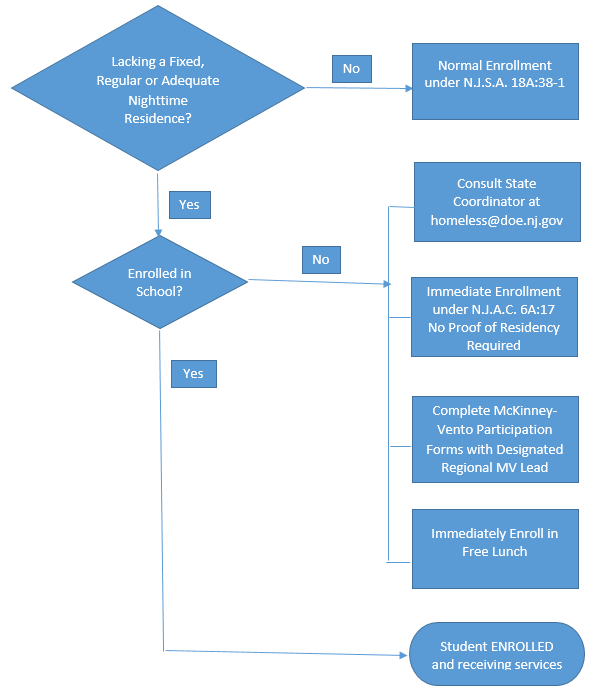 Lacking a Fixed,
Regular or Adequate
Nighttime
Residence?
No
Normal Enrollment
under N.J.S.A. 18A:38-1
Yes
Consult State
Coordinator at
homeless@doe.nj.gov
Enrolled in
School?
No
Immediate Enrollment
under N.J.A.C. 6A:17
No Proof of Residency
Required
Yes
Complete McKinney-
Vento Participation
Forms with Designated
Regional MV Lead
Immediately Enroll in
Free Lunch
Student ENROLLED
and receiving services